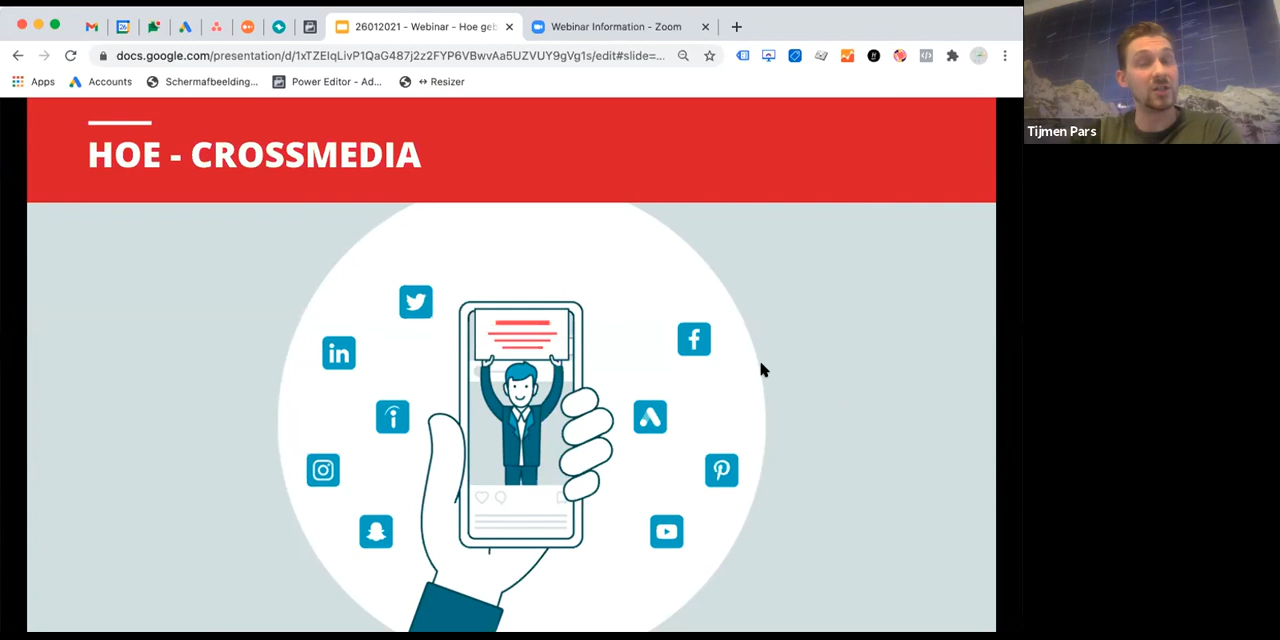 26012021 - Webinar - Hoe geb
Webinar Information - Zoom
docs.google.com/presentation/d/1xTZEIqLivP1QaG487j2z2FYP6VBwvAa5UZVUY9gVg1s/edit#slide=...
Apps
Accounts
Schermafbeelding...
Power Editor - Ad...
↔ Resizer
Tijmen Pars
HOE - CROSSMEDIA
in